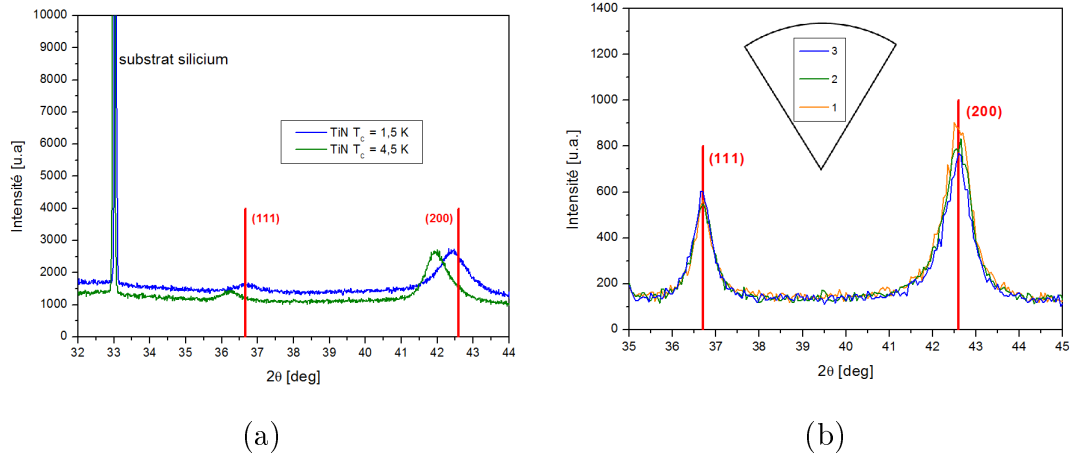 10000
9000
8000
7000
6000
5000
4000
3000
2000
1000
0
Intensité [u.a]
substrat silicium
TiN T_c = 1,5 K
TiN T_c = 4,5 K
(111)
(200)
32 33 34 35 36 37 38 39 40 41 42 43 44
2θ [deg]
(a)
1400
1200
1000
800
600
400
200
0
Intensité [u.a.]
3
2
1
(111)
(200)
35 36 37 38 39 40 41 42 43 44 45
2θ [deg]
(b)